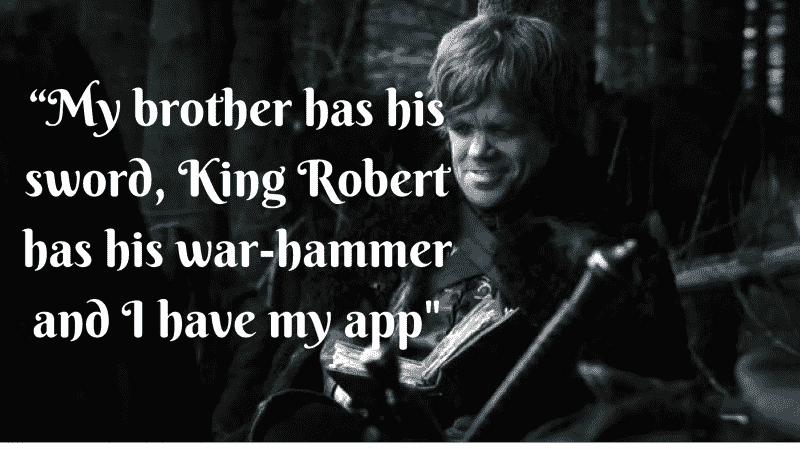 “My brother has his
sword, King Robert
has his war-hammer
and I have my app"